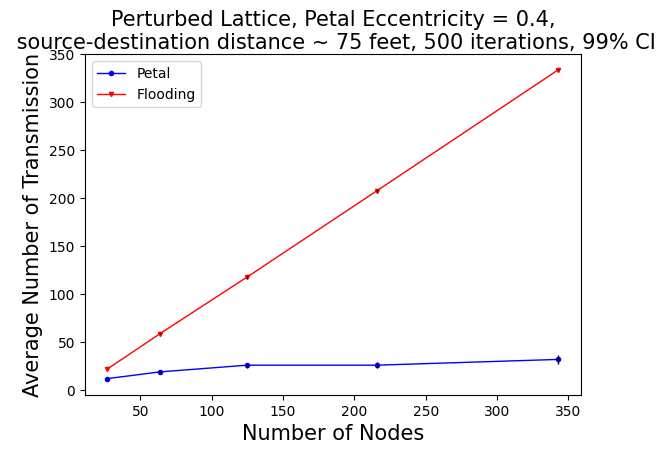 Perturbed Lattice, Petal Eccentricity = 0.4,
source-destination distance ~ 75 feet, 500 iterations, 99% CI
Average Number of Transmission
350
300
250
200
150
100
50
0
Petal
Flooding
50
100
150
200
250
300
350
Number of Nodes